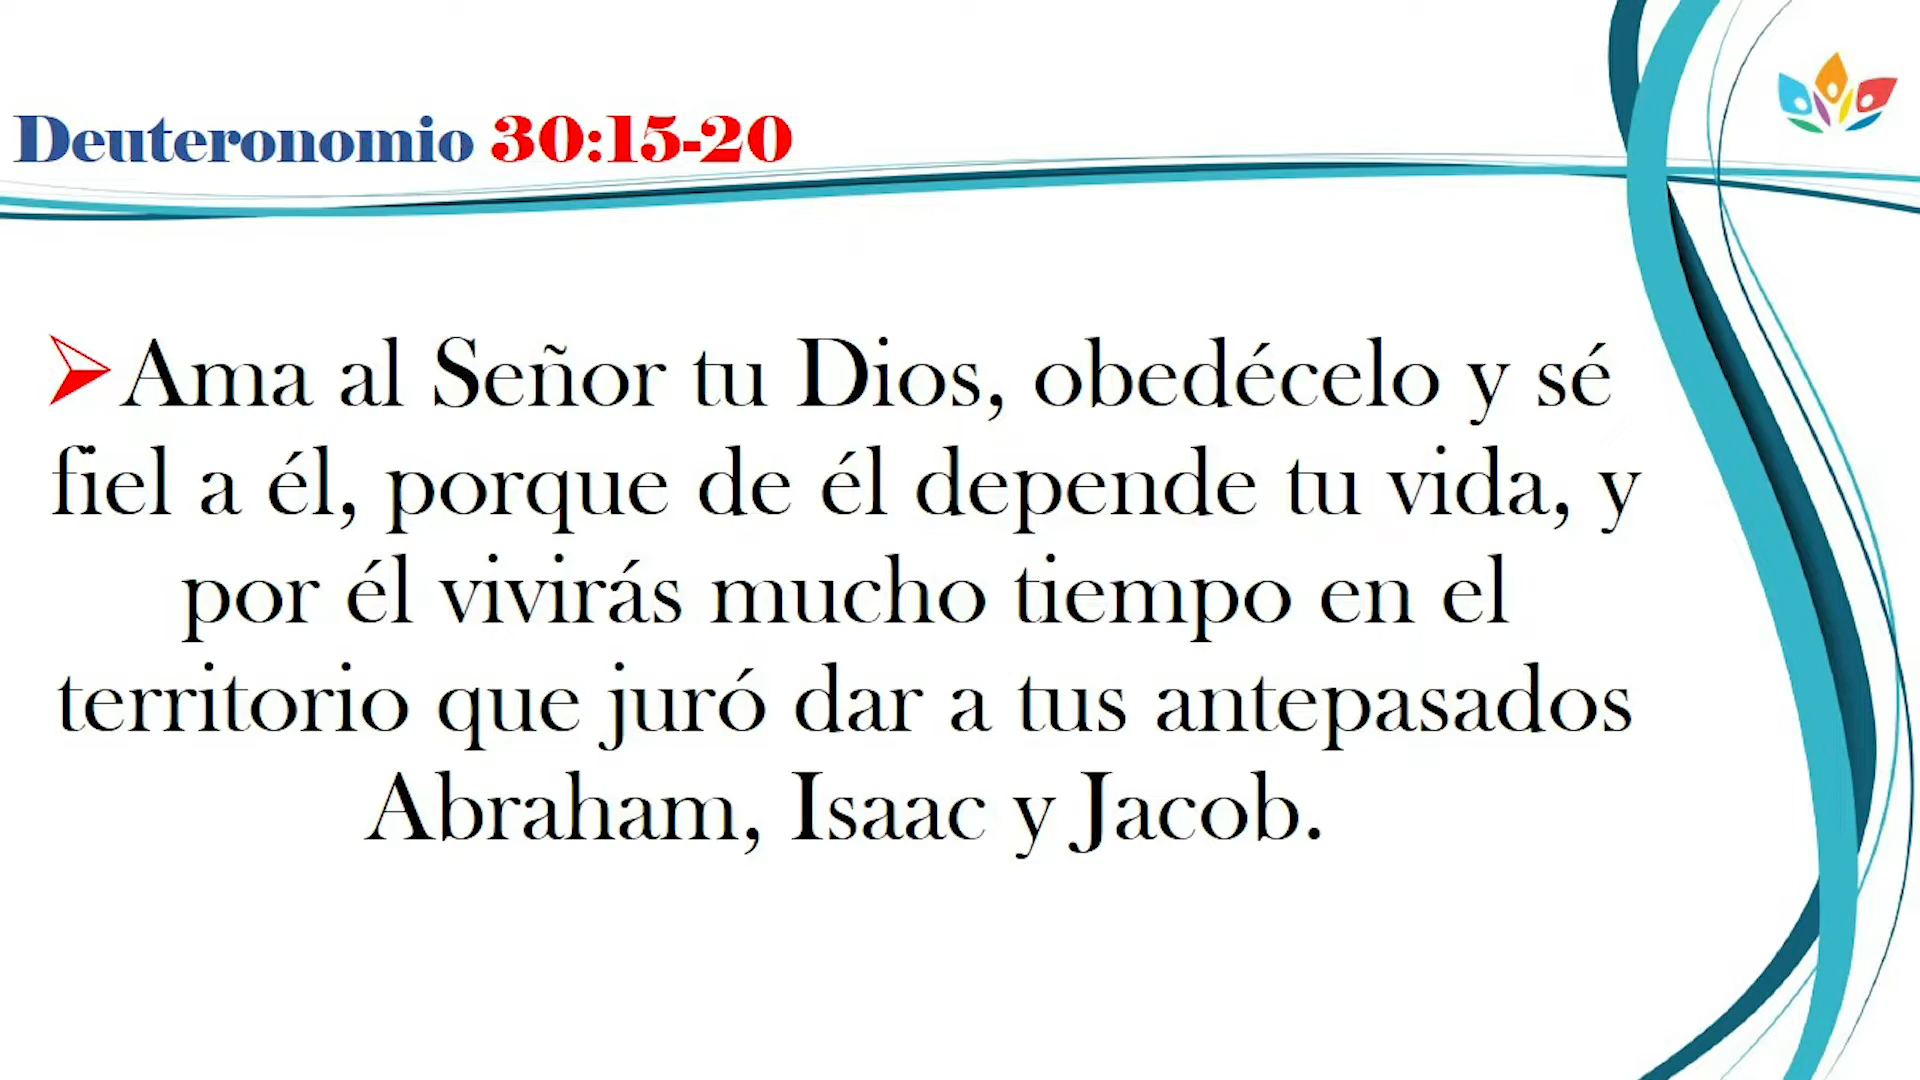 Deuteronomio 30:15-20
Ama al Señor tu Dios, obedécelo y sé
fiel a él, porque de él depende tu vida, y
por él vivirás mucho tiempo en el
territorio que juró dar a tus antepasados
Abraham, Isaac y Jacob.